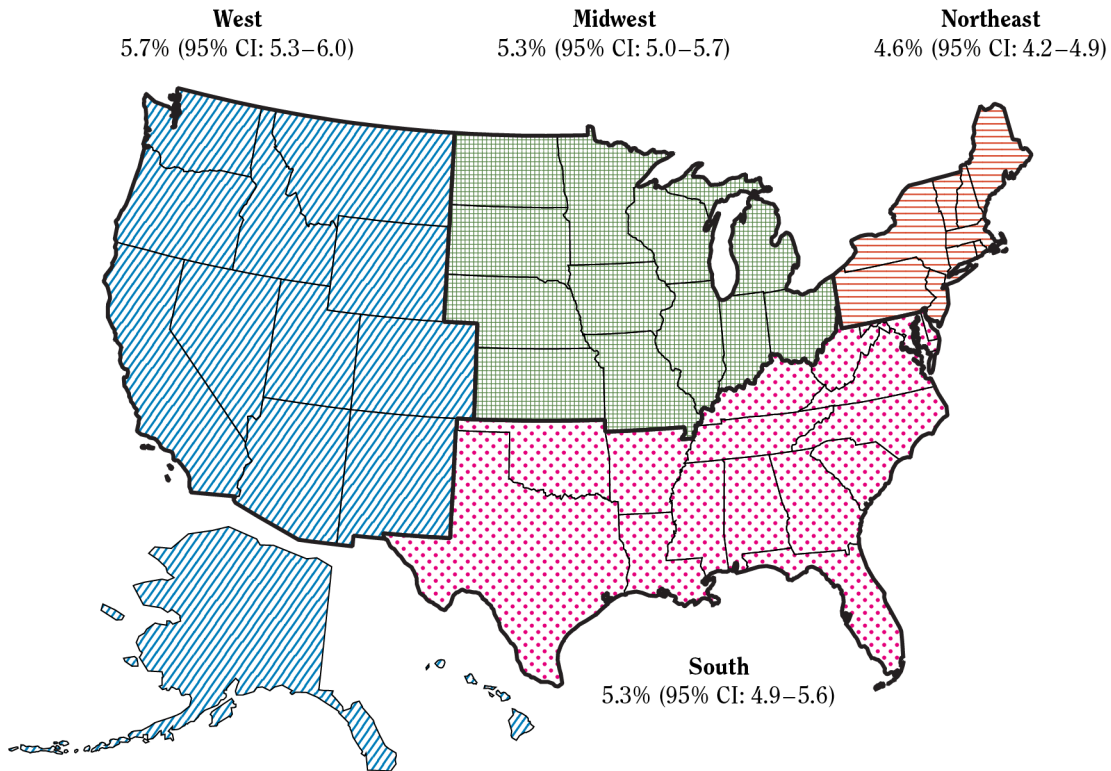 West
5.7% (95% CI: 5.3–6.0)
Midwest
5.3% (95% CI: 5.0–5.7)
Northeast
4.6% (95% CI: 4.2–4.9)
South
5.3% (95% CI: 4.9–5.6)